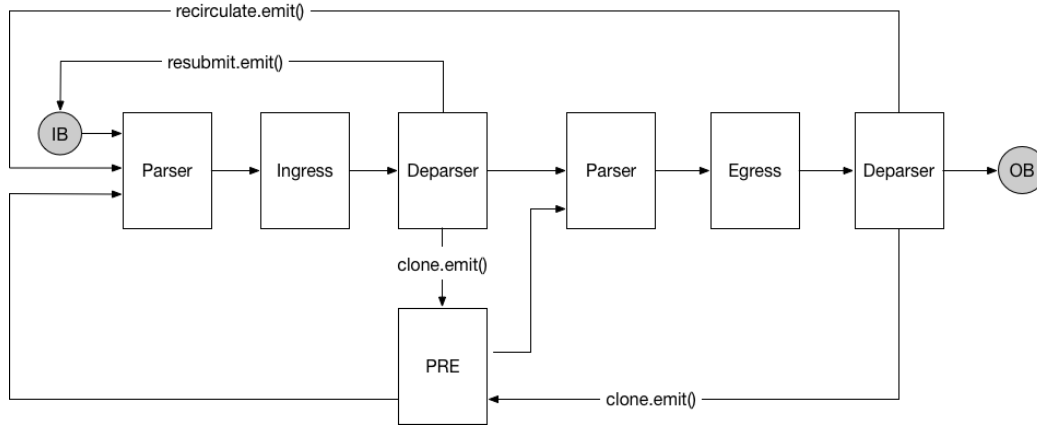 recirculate.emit()
resubmit.emit()
IB
Parser
Ingress
Deparser
Parser
Egress
Deparser
OB
clone.emit()
PRE
clone.emit()